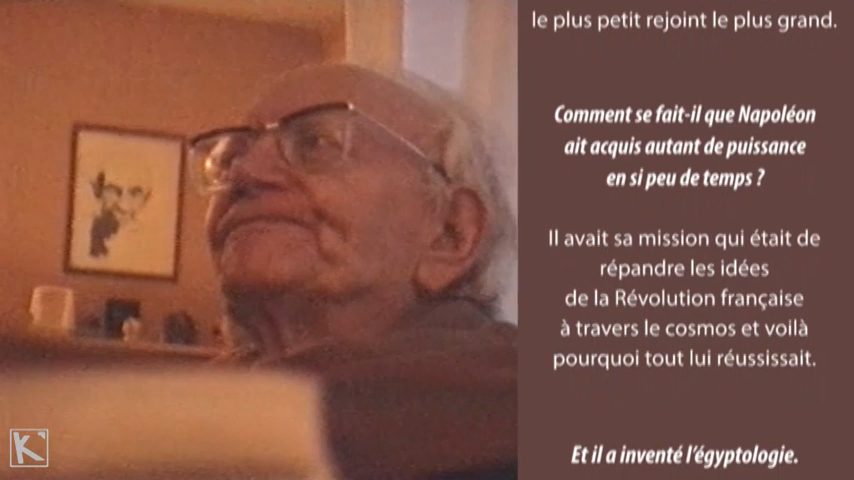 le plus petit rejoint le plus grand.
Comment se fait-il que Napoléon
ait acquis autant de puissance
en si peu de temps ?
Il avait sa mission qui était de
répandre les idées
de la Révolution française
à travers le cosmos et voilà
pourquoi tout lui réussissait.
Et il a inventé l'égyptologie.
K